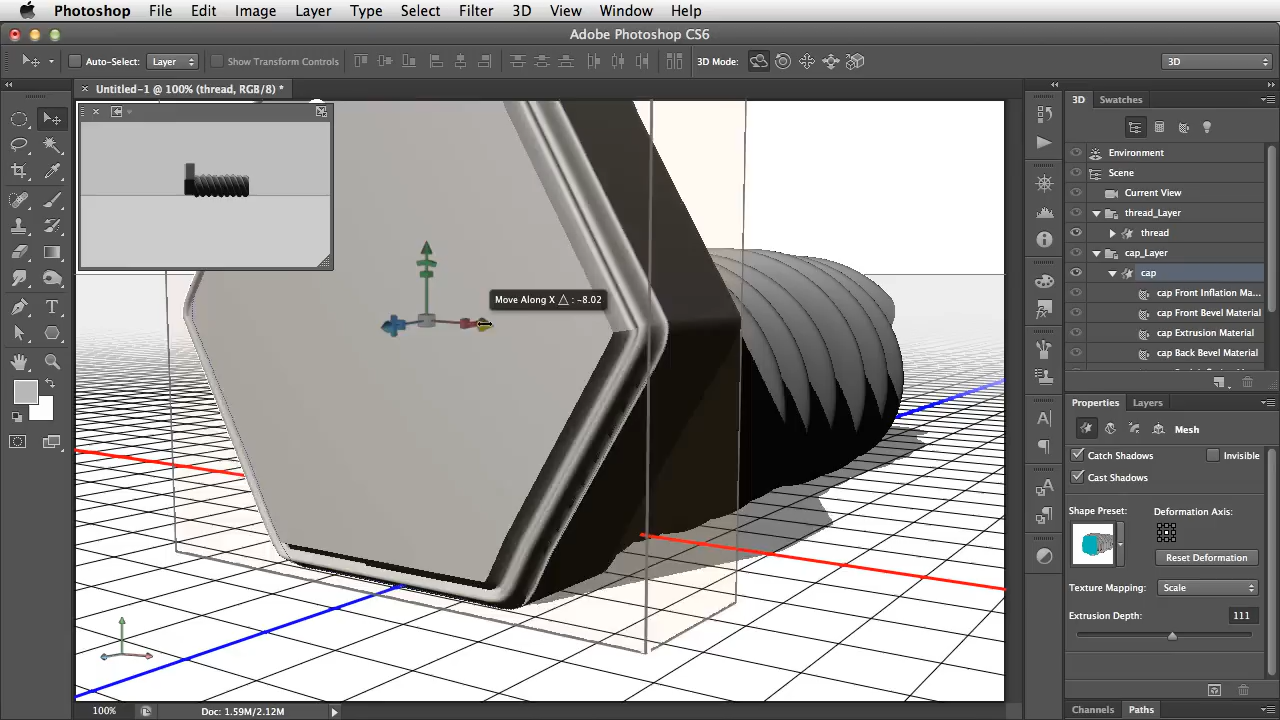 Photoshop File Edit Image Layer Type Select Filter 3D View Window Help
Adobe Photoshop CS6
Auto-Select: Layer Show Transform Controls 3D Mode: 3D
Untitled-1 @ 100% (thread, RGB/8) *
Move Along X △ : -8.02
3D Swatches
Environment
Scene
Current View
thread_Layer
thread
cap_Layer
cap
cap Front Inflation Ma...
cap Front Bevel Material
cap Extrusion Material
cap Back Bevel Material
Properties Layers
Mesh
Catch Shadows Invisible
Cast Shadows
Shape Preset: Deformation Axis:
Reset Deformation
Texture Mapping: Scale
Extrusion Depth: 111
Channels Paths
100% Doc: 1.59M/2.12M